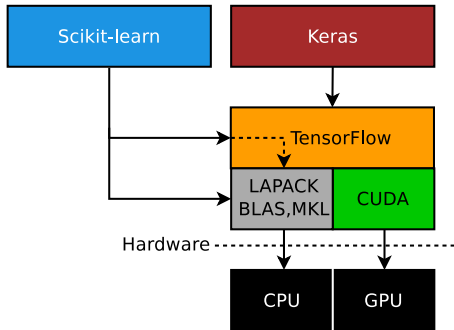 Scikit-learn
Keras
TensorFlow
LAPACK
BLAS,MKL
CUDA
Hardware
CPU
GPU